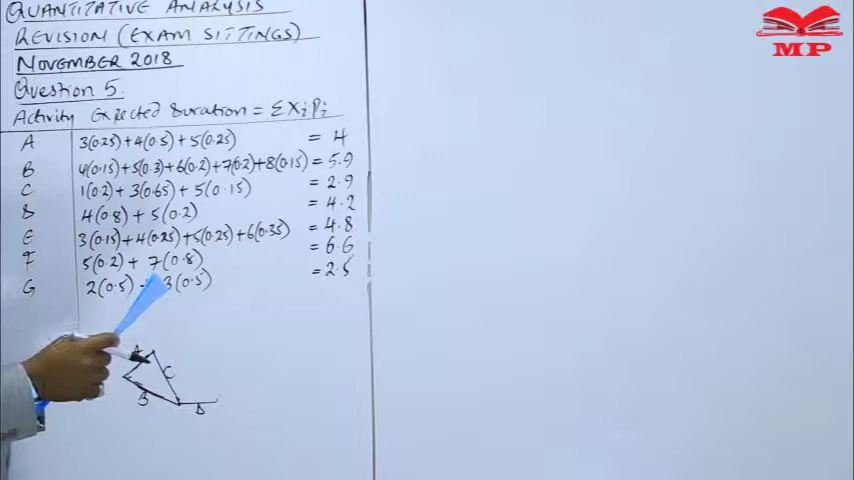 QUANTITATIVE ANALYSIS
REVISION (EXAM SITTINGS)
NOVEMBER 2018
Question 5.
Activity Expected Duration = ΣXiPi
A 3(0.25)+4(0.5)+5(0.25) = 4
B 4(0.15)+5(0.3)+6(0.2)+7(0.2)+8(0.15) = 5.9
C 1(0.2)+3(0.65)+5(0.15) = 2.9
D 4(0.8)+5(0.2) = 4.2
E 3(0.15)+4(0.25)+5(0.25)+6(0.35) = 4.8
F 5(0.2)+7(0.8) = 6.6
G 2(0.5) 3(0.5) = 2.5
A
C
B
D
MP